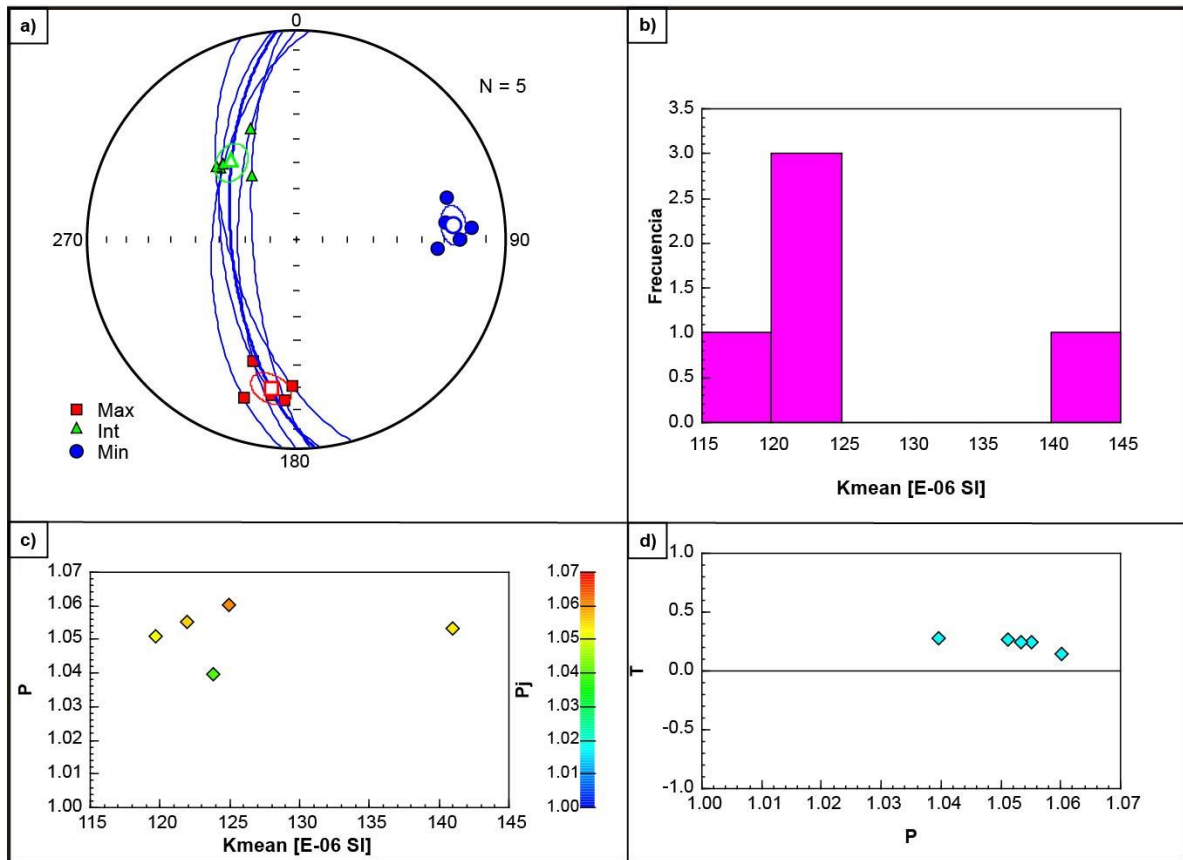 a)
0
N = 5
270
90
Max
Int
Min
180
b)
3.5
3.0
2.5
2.0
1.5
1.0
0.5
0.0
Frecuencia
115 120 125 130 135 140 145
Kmean [E-06 SI]
c)
1.07
1.06
1.05
1.04
1.03
1.02
1.01
1.00
P
115 120 125 130 135 140 145
Kmean [E-06 SI]
1.07
1.06
1.05
1.04
1.03
1.02
1.01
1.00
Pj
d)
1.0
0.5
0.0
-0.5
-1.0
T
1.00 1.01 1.02 1.03 1.04 1.05 1.06 1.07
P